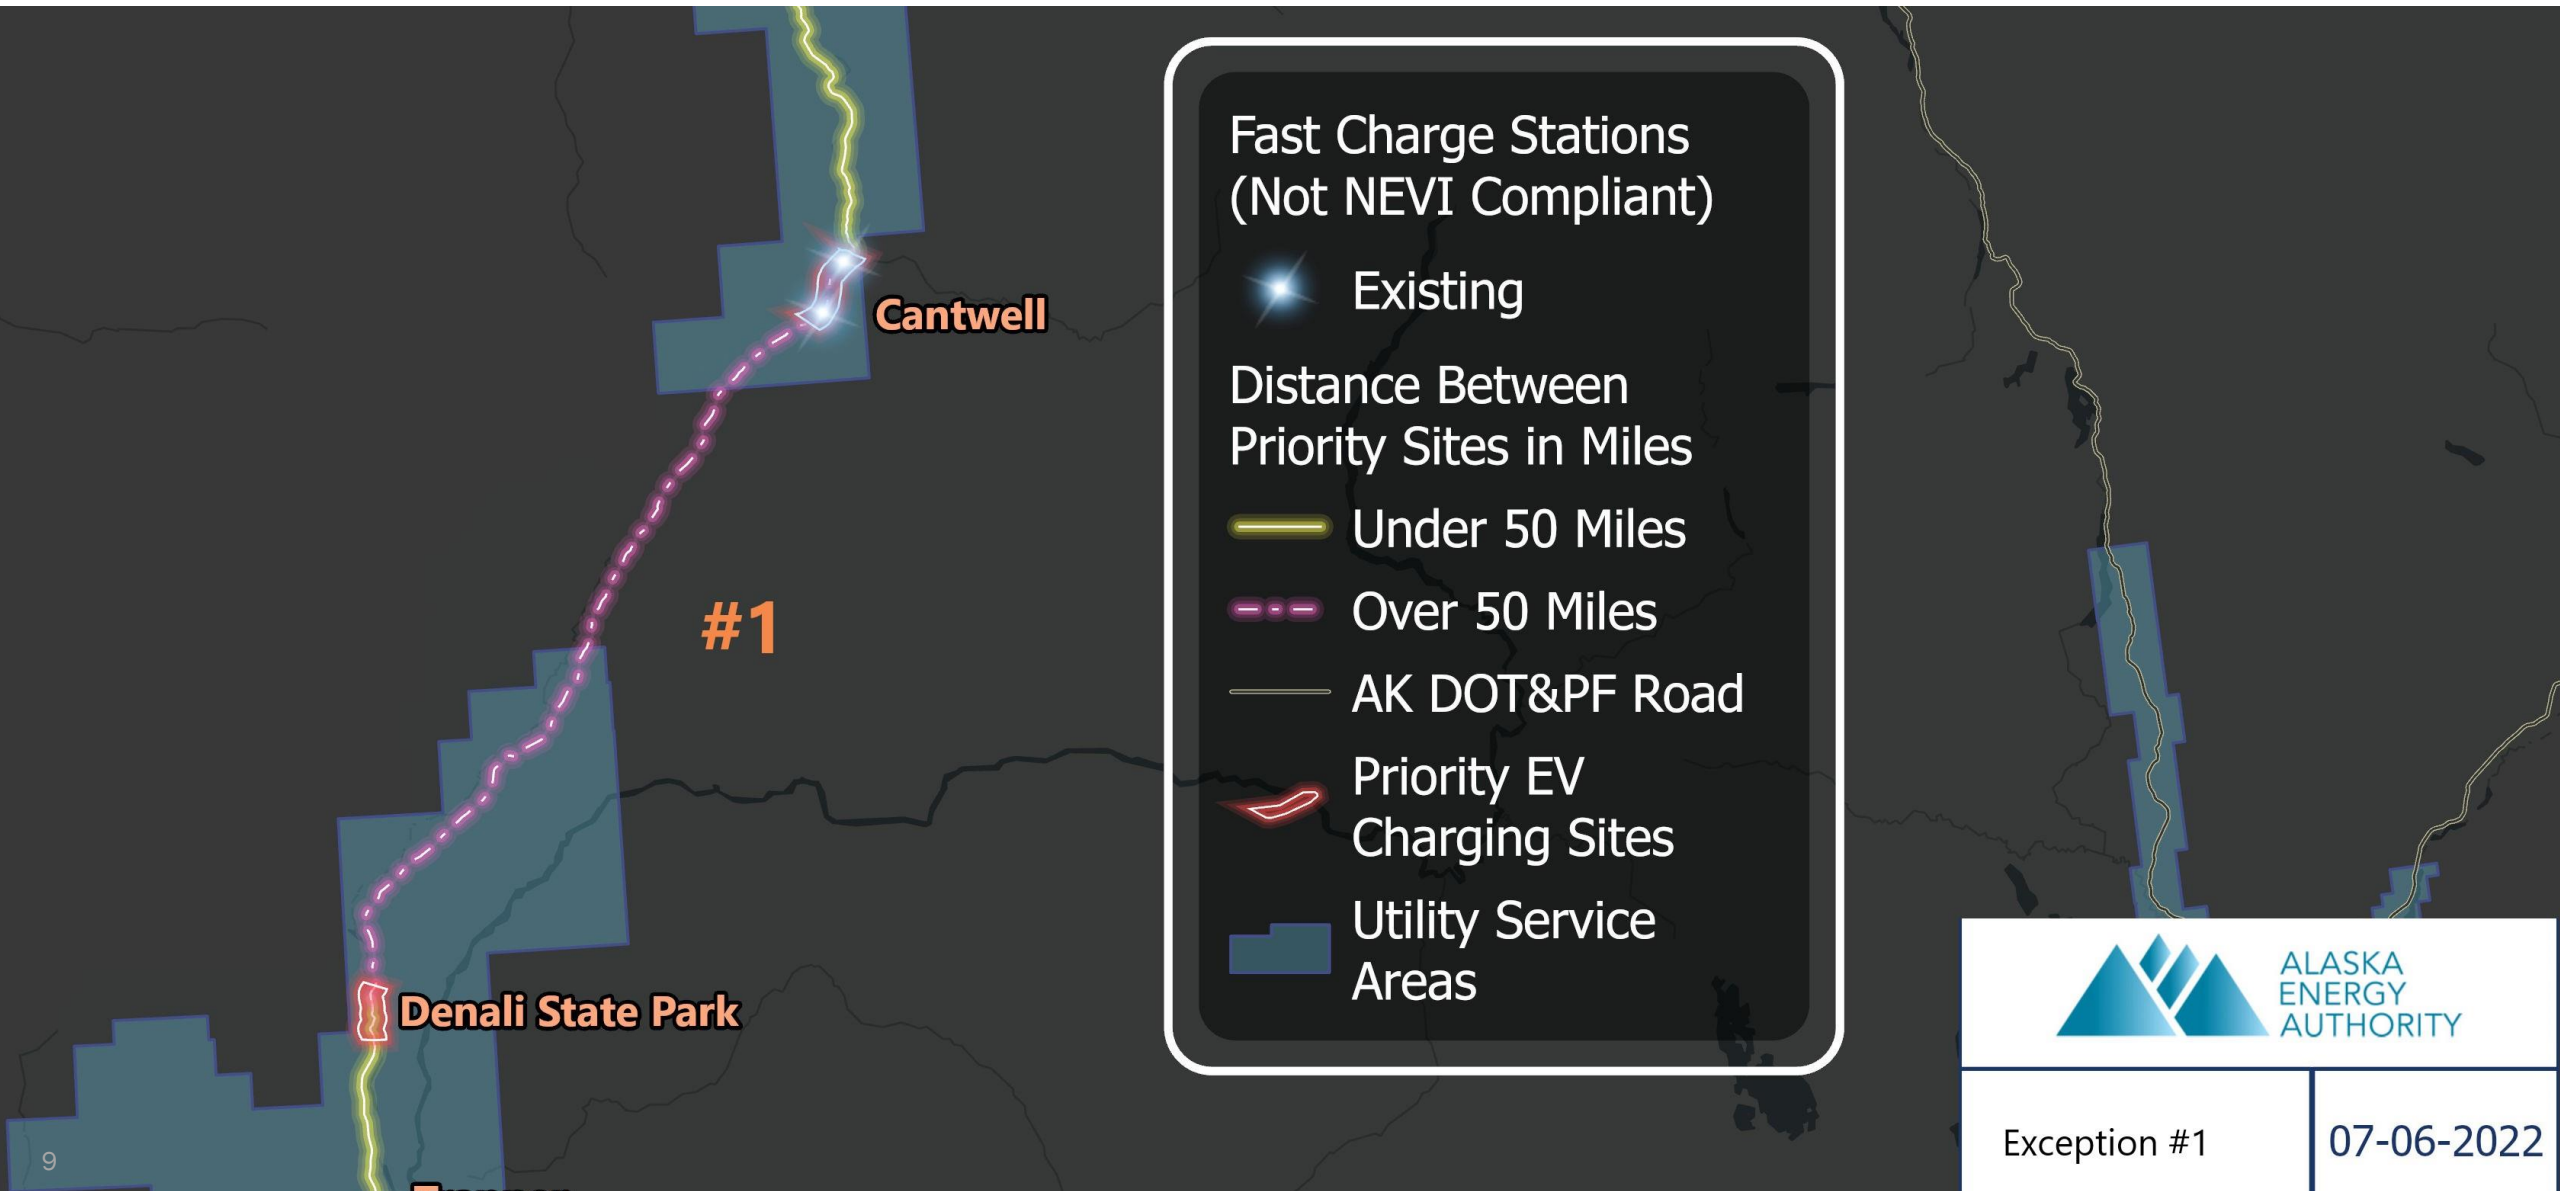 Cantwell
#1
Denali State Park
9
Fast Charge Stations
(Not NEVI Compliant)
Existing
Distance Between
Priority Sites in Miles
Under 50 Miles
Over 50 Miles
AK DOT&PF Road
Priority EV
Charging Sites
Utility Service
Areas
ALASKA
ENERGY
AUTHORITY
Exception #1
07-06-2022